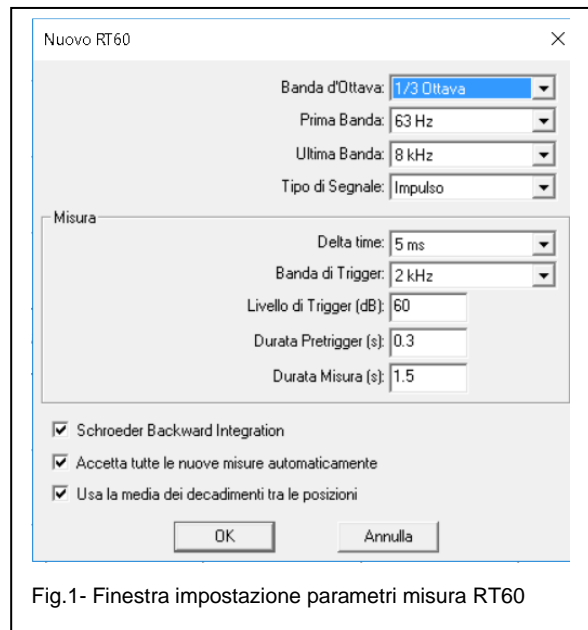 Nuovo RT60
Banda d'Ottava: 1/3 Ottava
Prima Banda: 63 Hz
Ultima Banda: 8 kHz
Tipo di Segnale: Impulso
Misura
Delta time: 5 ms
Banda di Trigger: 2 kHz
Livello di Trigger (dB): 60
Durata Pretrigger (s): 0.3
Durata Misura (s): 1.5
Schroeder Backward Integration
Accetta tutte le nuove misure automaticamente
Usa la media dei decadimenti tra le posizioni
OK Annulla
Fig.1- Finestra impostazione parametri misura RT60